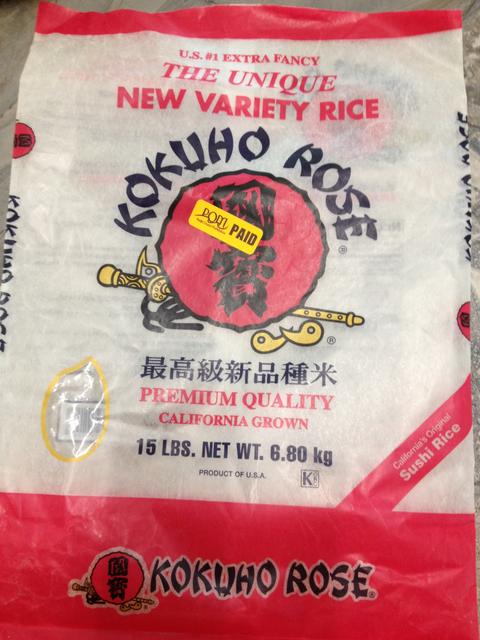 U.S. #1 EXTRA FANCY
THE UNIQUE
NEW VARIETY RICE
KOKUHO ROSE®
國寶
PAID
®
最高級新品種米
PREMIUM QUALITY
CALIFORNIA GROWN
15 LBS. NET WT. 6.80 kg
PRODUCT OF U.S.A.
California's Original
Sushi Rice
KOKUHO ROSE
國寶
KOKUHO ROSE®